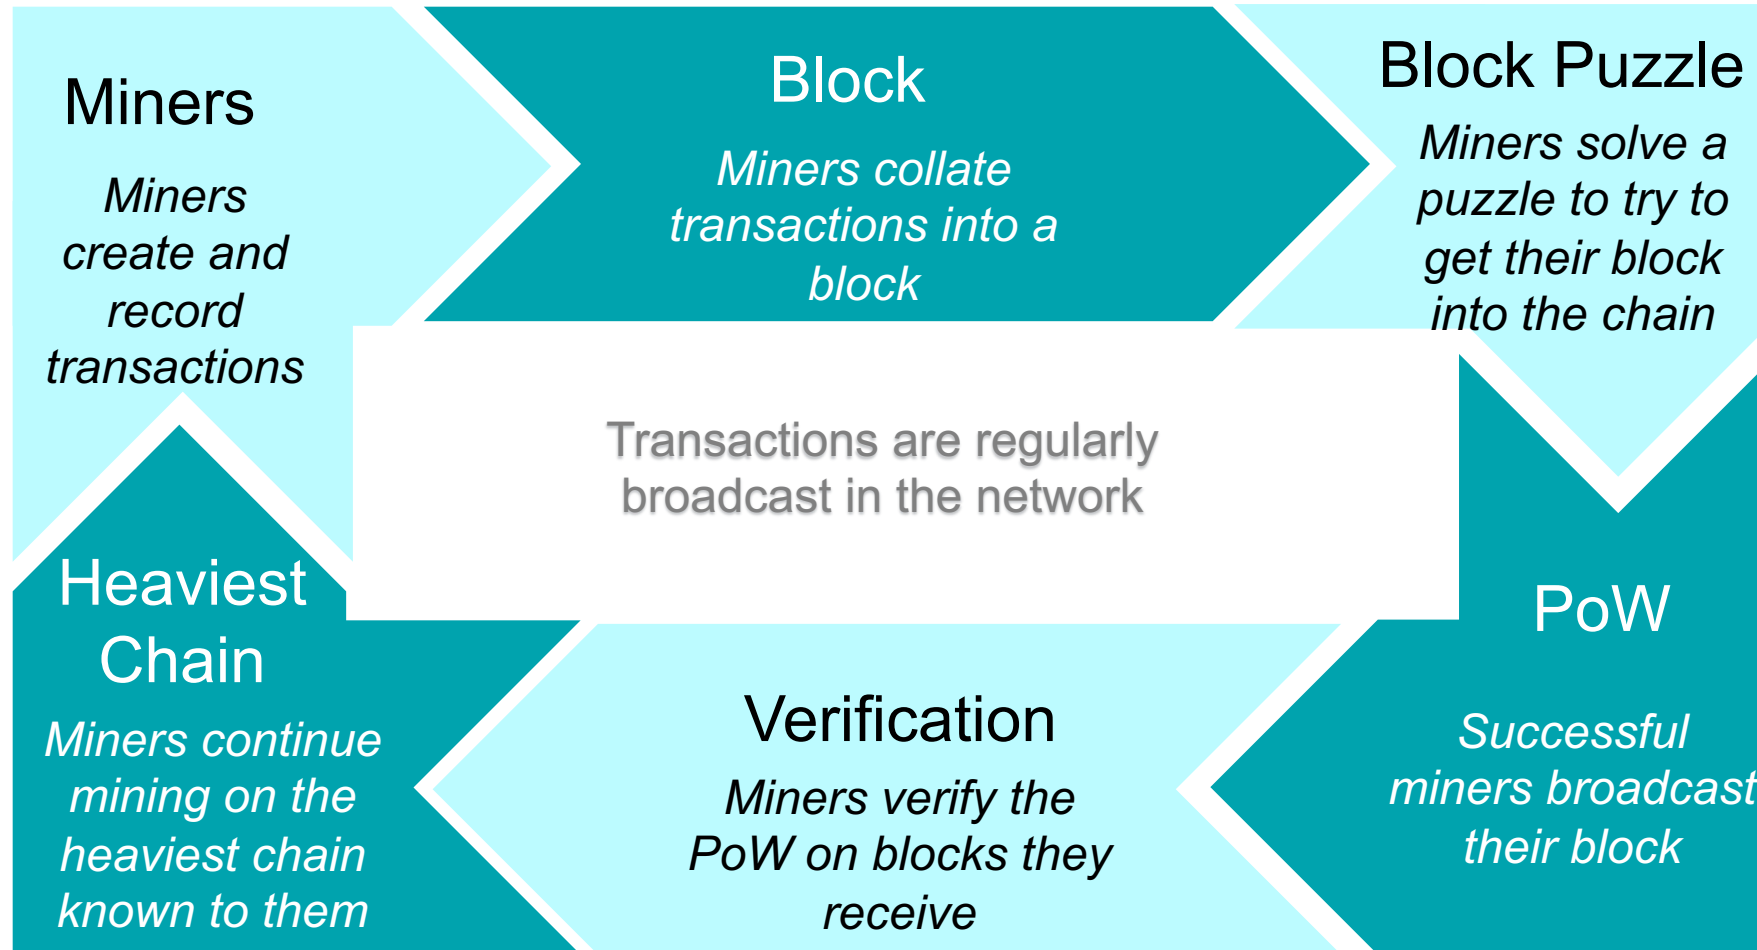 Miners
Miners
create and
record
transactions
Block
Miners collate
transactions into a
block
Block Puzzle
Miners solve a
puzzle to try to
get their block
into the chain
Transactions are regularly
broadcast in the network
PoW
Successful
miners broadcast
their block
Verification
Miners verify the
PoW on blocks they
receive
Heaviest
Chain
Miners continue
mining on the
heaviest chain
known to them